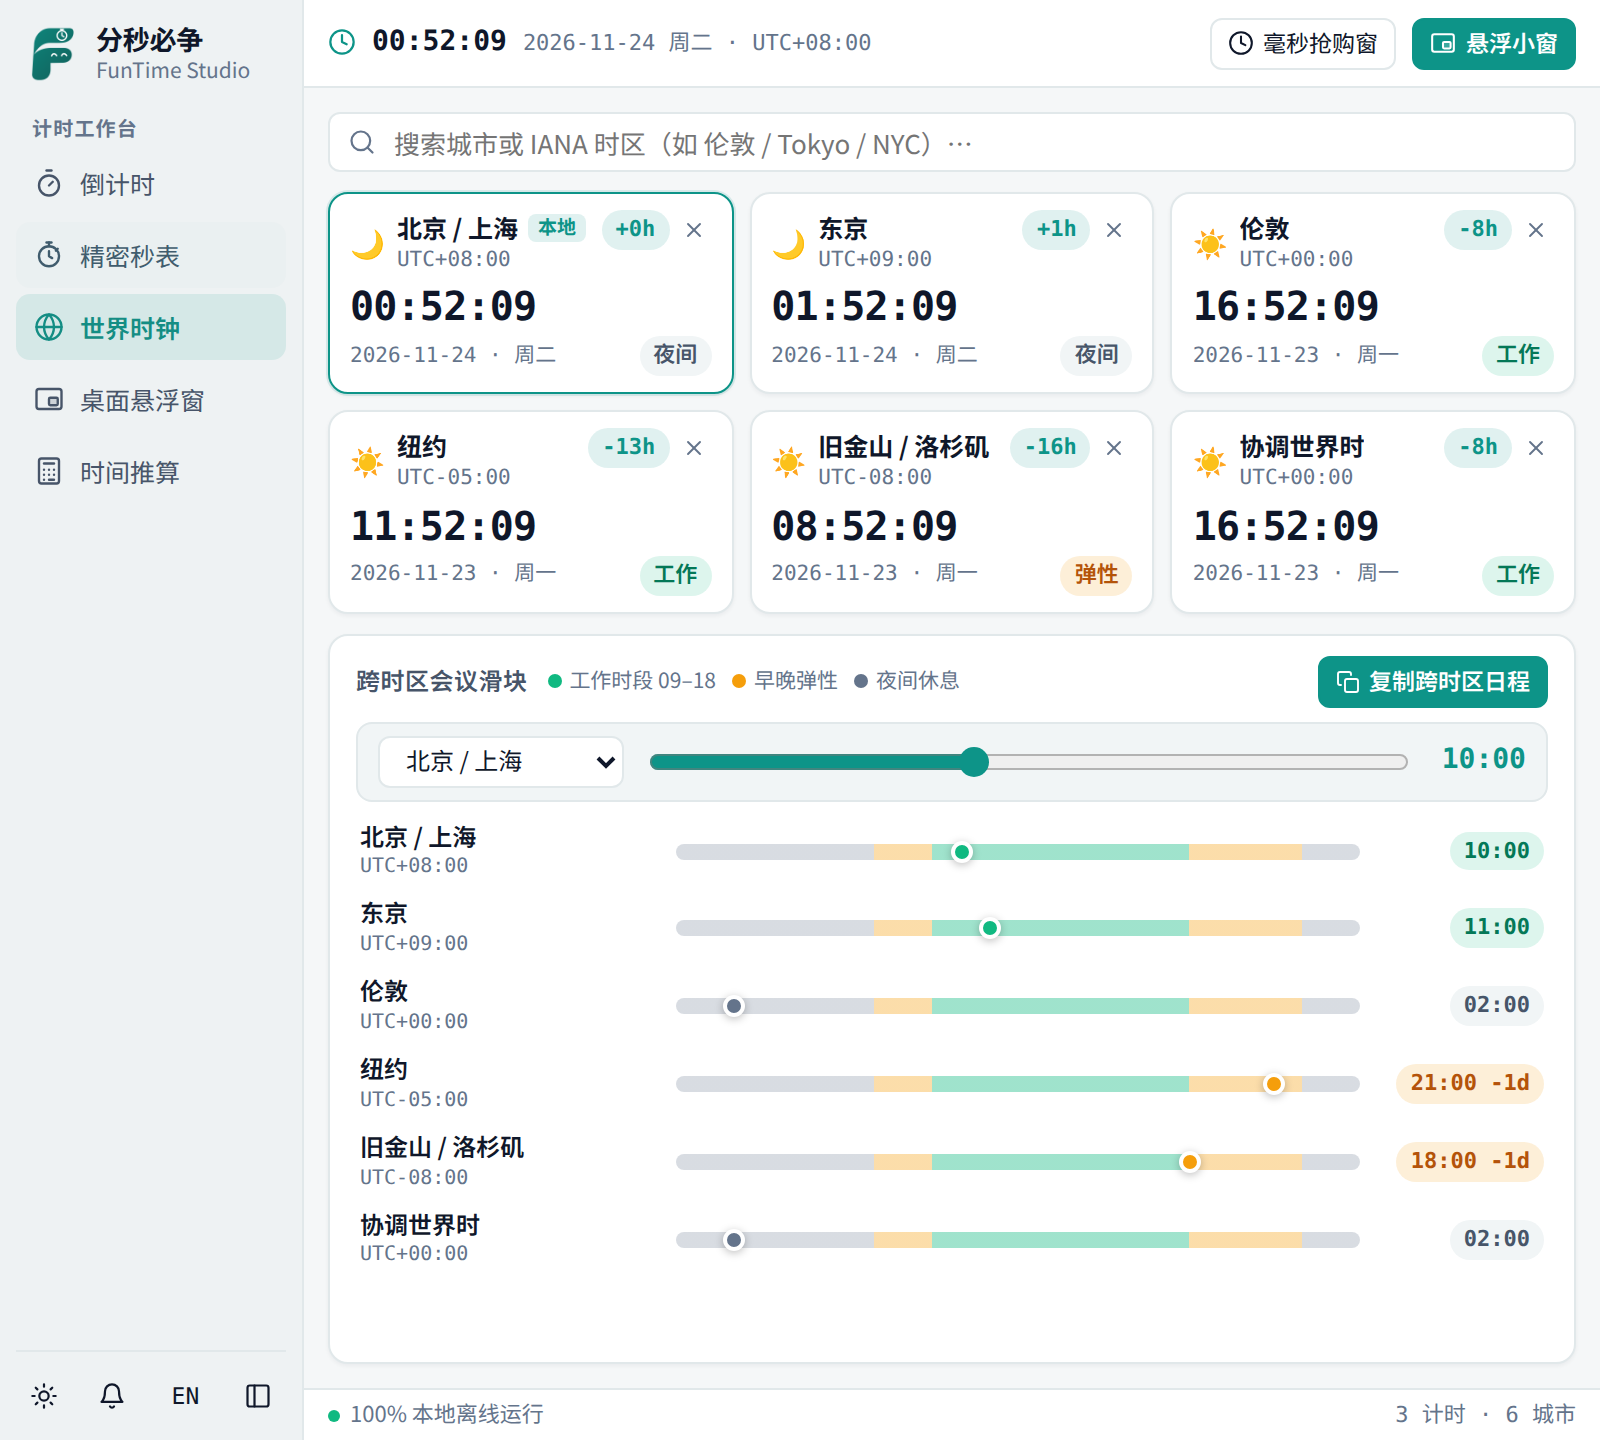 分秒必争
FunTime Studio
计时工作台
倒计时
精密秒表
世界时钟
桌面悬浮窗
时间推算
EN
00:52:09 2026-11-24 周二 · UTC+08:00
毫秒抢购窗
悬浮小窗
搜索城市或 IANA 时区（如 伦敦 / Tokyo / NYC）…
北京 / 上海 本地 +0h
UTC+08:00
00:52:09
2026-11-24 · 周二 夜间
东京 +1h
UTC+09:00
01:52:09
2026-11-24 · 周二 夜间
伦敦 -8h
UTC+00:00
16:52:09
2026-11-23 · 周一 工作
纽约 -13h
UTC-05:00
11:52:09
2026-11-23 · 周一 工作
旧金山 / 洛杉矶 -16h
UTC-08:00
08:52:09
2026-11-23 · 周一 弹性
协调世界时 -8h
UTC+00:00
16:52:09
2026-11-23 · 周一 工作
跨时区会议滑块 工作时段 09–18 早晚弹性 夜间休息
复制跨时区日程
北京 / 上海 10:00
北京 / 上海
UTC+08:00
10:00
东京
UTC+09:00
11:00
伦敦
UTC+00:00
02:00
纽约
UTC-05:00
21:00 -1d
旧金山 / 洛杉矶
UTC-08:00
18:00 -1d
协调世界时
UTC+00:00
02:00
100% 本地离线运行
3 计时 · 6 城市